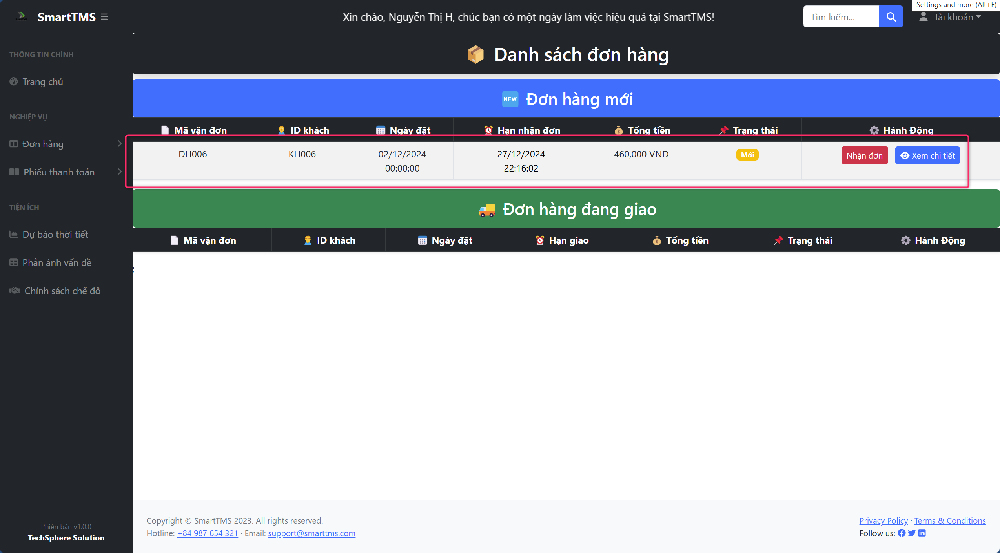 Settings and more (Alt+F)
SmartTMS
Xin chào, Nguyễn Thị H, chúc bạn có một ngày làm việc hiệu quả tại SmartTMS!
Tìm kiếm...
Tài khoản
THÔNG TIN CHÍNH
Trang chủ
NGHIỆP VỤ
Đơn hàng
Phiếu thanh toán
TIỆN ÍCH
Dự báo thời tiết
Phản ánh vấn đề
Chính sách chế độ
Phiên bản v1.0.0
TechSphere Solution
Danh sách đơn hàng
NEW Đơn hàng mới
Mã vận đơn ID khách Ngày đặt Hạn nhận đơn Tổng tiền Trạng thái Hành Động
DH006 KH006 02/12/2024 27/12/2024 460,000 VNĐ Mới Nhận đơn Xem chi tiết
00:00:00 22:16:02
Đơn hàng đang giao
Mã vận đơn ID khách Ngày đặt Hạn giao Tổng tiền Trạng thái Hành Động
;
Copyright © SmartTMS 2023. All rights reserved.
Hotline: +84 987 654 321 · Email: support@smarttms.com
Privacy Policy · Terms & Conditions
Follow us: